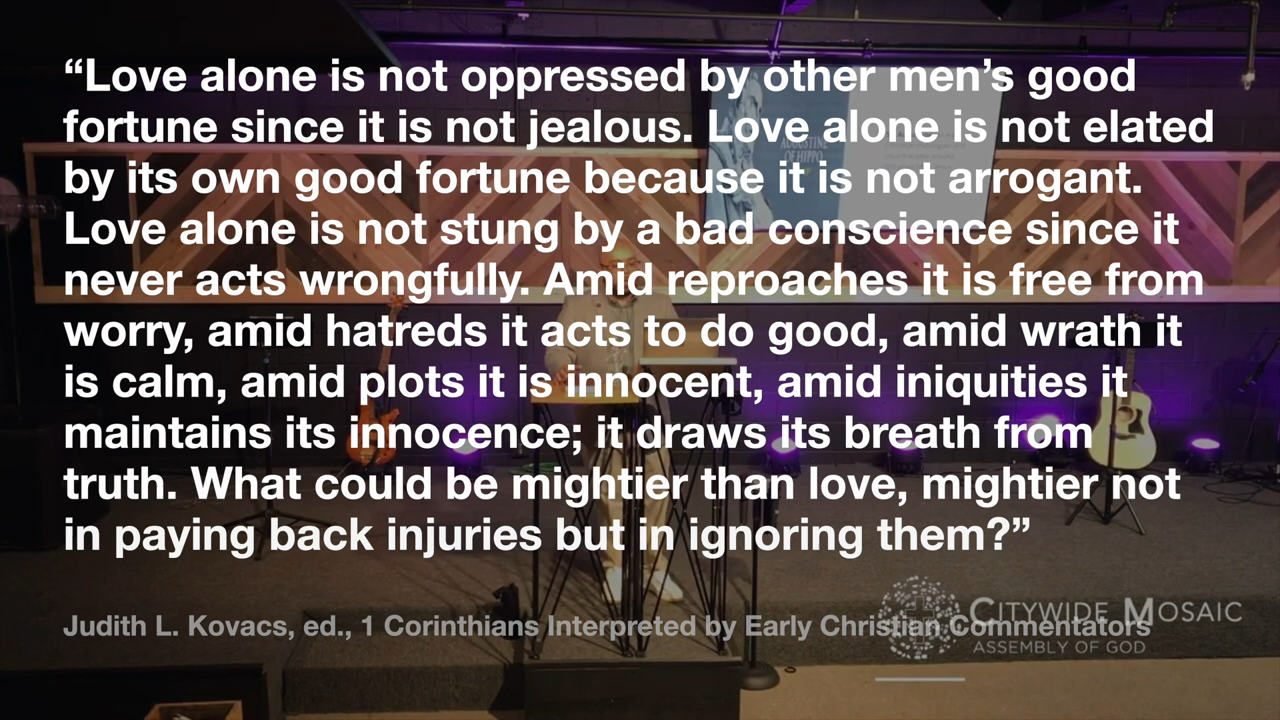 “Love alone is not oppressed by other men’s good
fortune since it is not jealous. Love alone is not elated
by its own good fortune because it is not arrogant.
Love alone is not stung by a bad conscience since it
never acts wrongfully. Amid reproaches it is free from
worry, amid hatreds it acts to do good, amid wrath it
is calm, amid plots it is innocent, amid iniquities it
maintains its innocence; it draws its breath from
truth. What could be mightier than love, mightier not
in paying back injuries but in ignoring them?”
Judith L. Kovacs, ed., 1 Corinthians Interpreted by Early Christian Commentators
CITYWIDE MOSAIC
ASSEMBLY OF GOD
AUGUSTINE
OF HIPPO